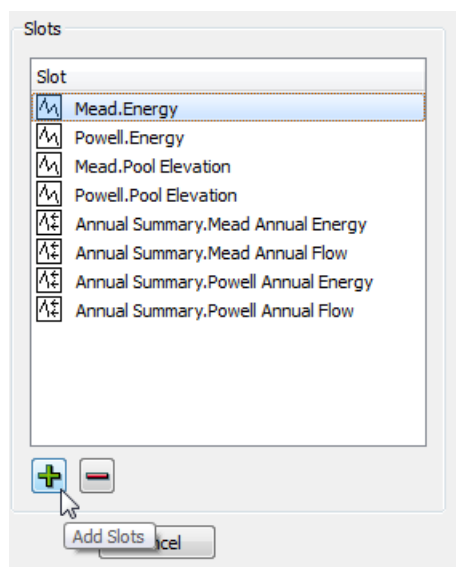 Slots
Slot
Mead.Energy
Powell.Energy
Mead.Pool Elevation
Powell.Pool Elevation
Annual Summary.Mead Annual Energy
Annual Summary.Mead Annual Flow
Annual Summary.Powell Annual Energy
Annual Summary.Powell Annual Flow
Add Slots